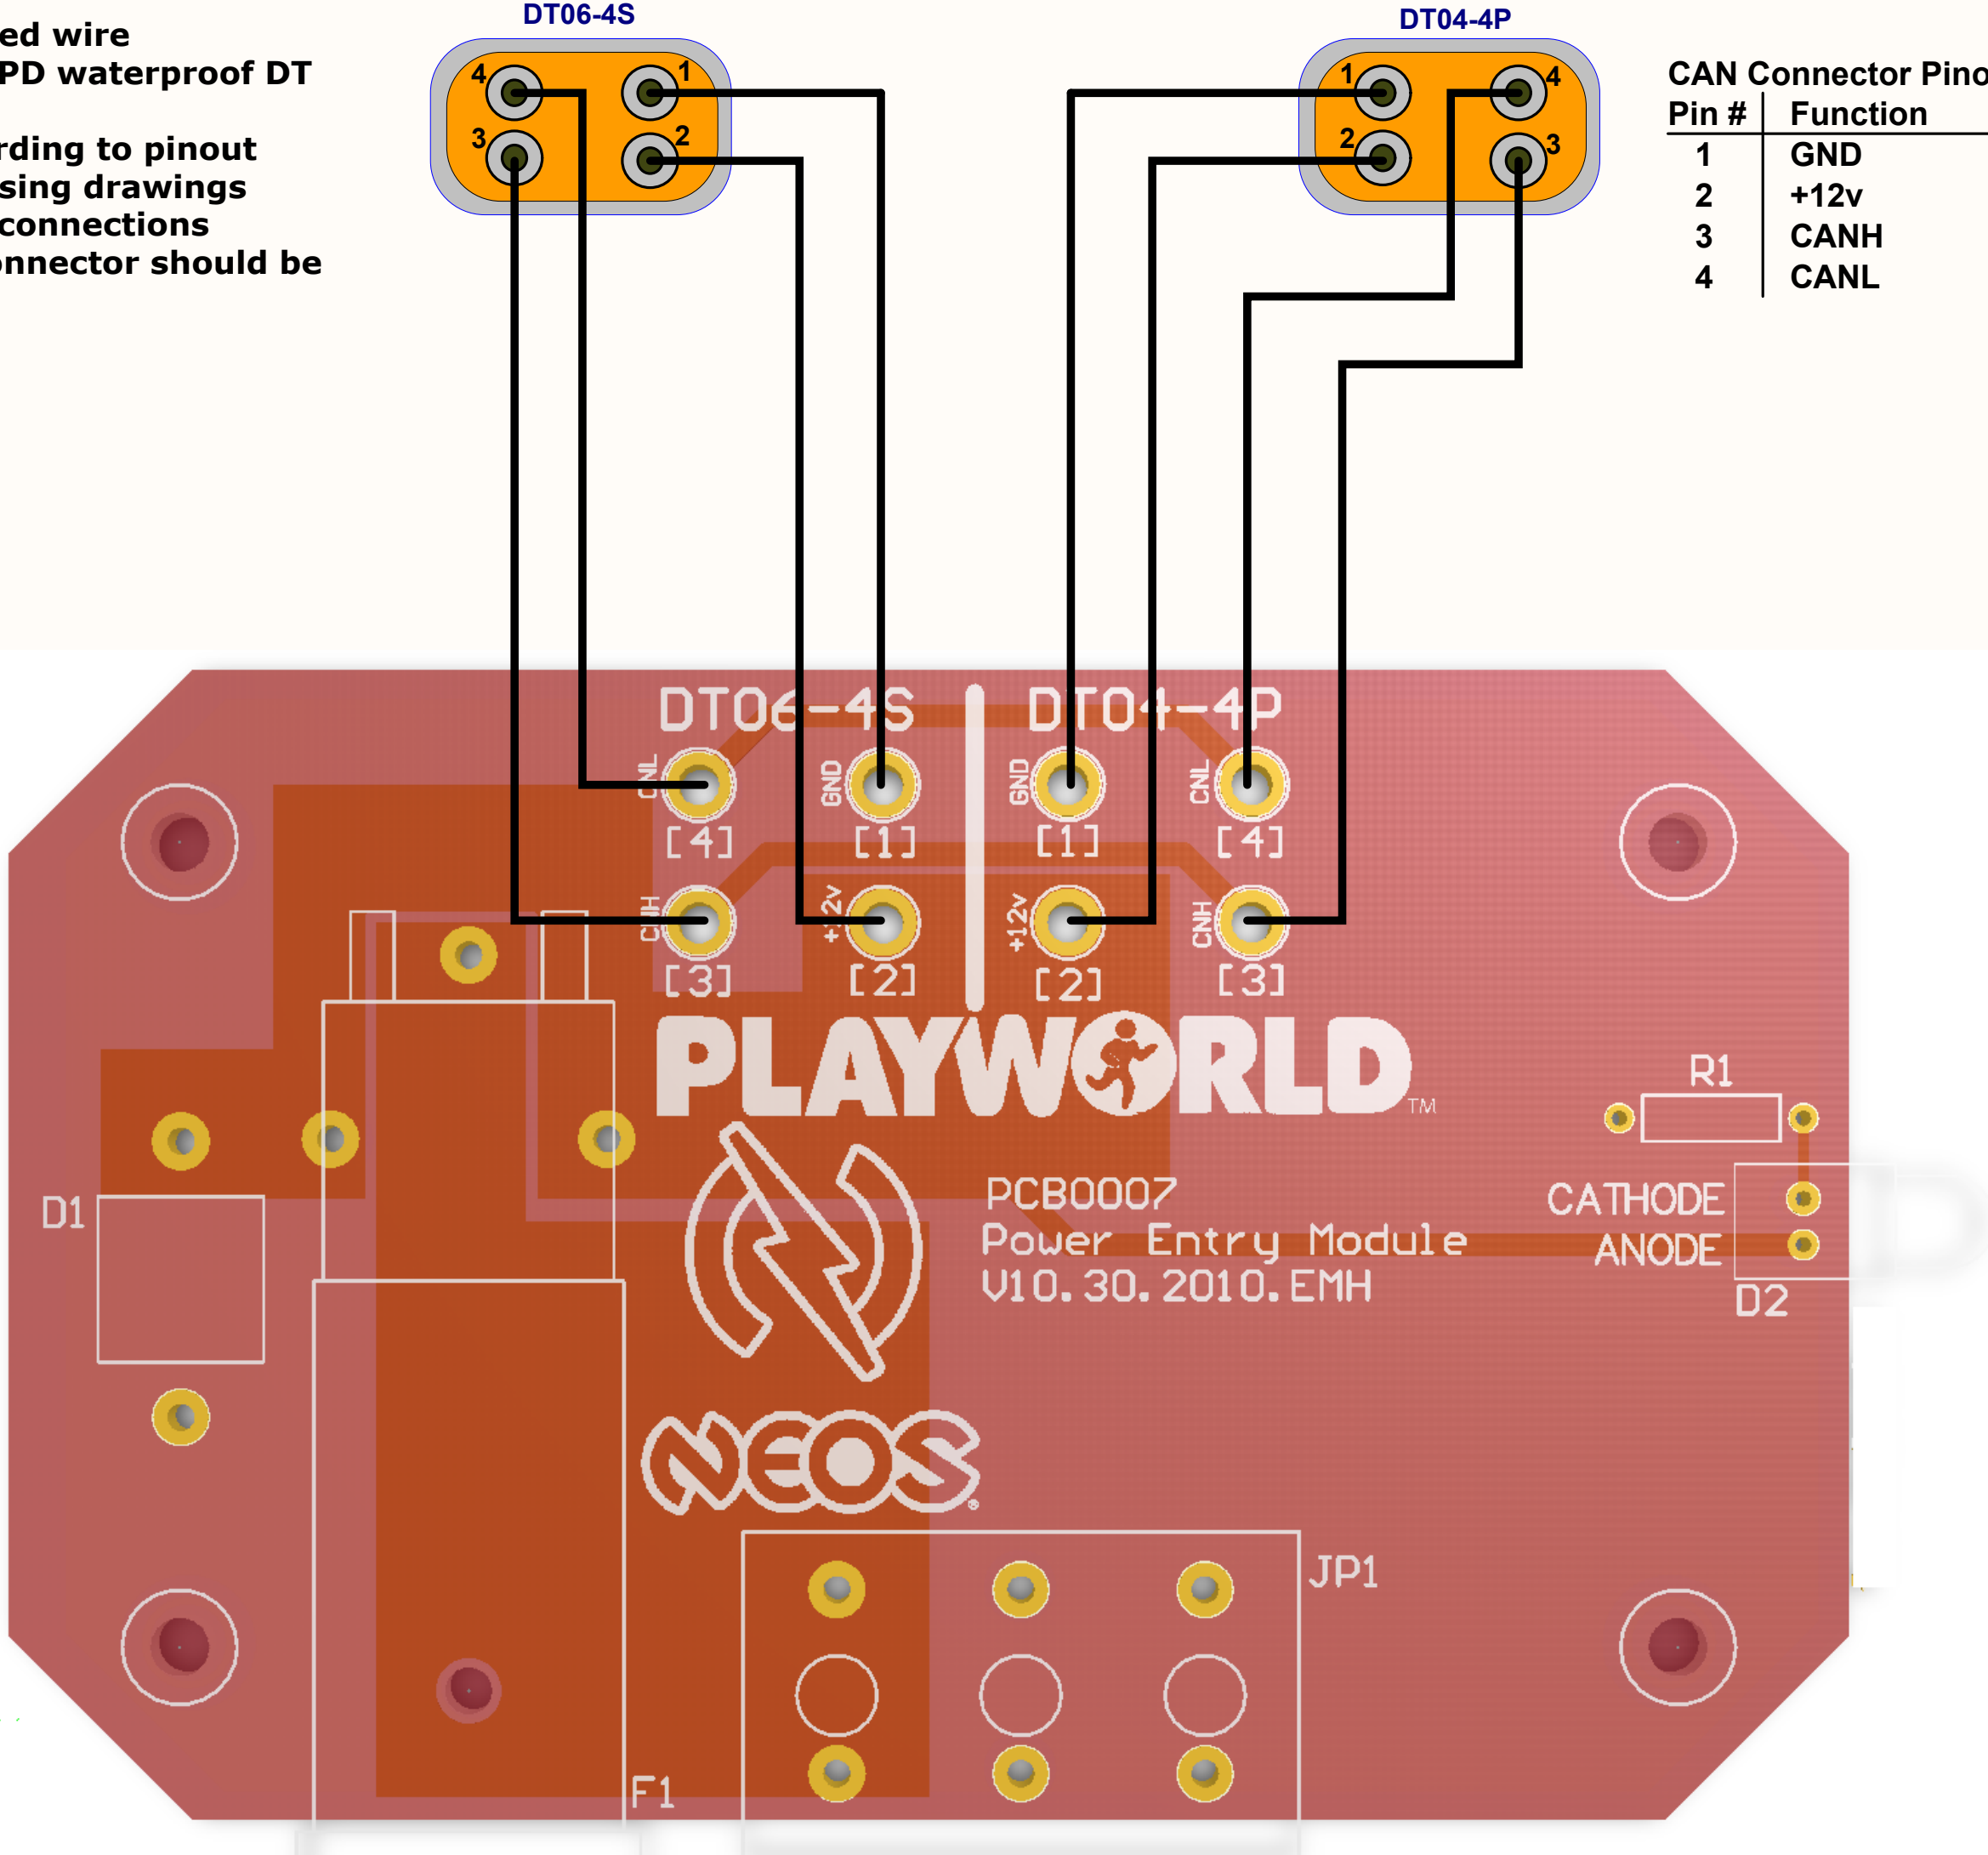 ed wire
PD waterproof DT
rding to pinout
sing drawings
connections
nnector should be
DT06-4S
4
1
3
2
DT04-4P
1
4
2
3
CAN Connector Pino
Pin # Function
1 GND
2 +12v
3 CANH
4 CANL
DT06-4S
DT04-4P
CNL
GND
GND
CNL
[4]
[1]
[1]
[4]
CNH
+12v
+12v
CNH
[3]
[2]
[2]
[3]
PLAYWORLD™
R1
PCB0007
Power Entry Module
V10.30.2010.EMH
CATHODE
ANODE
D1
D2
NEOS®
JP1
F1